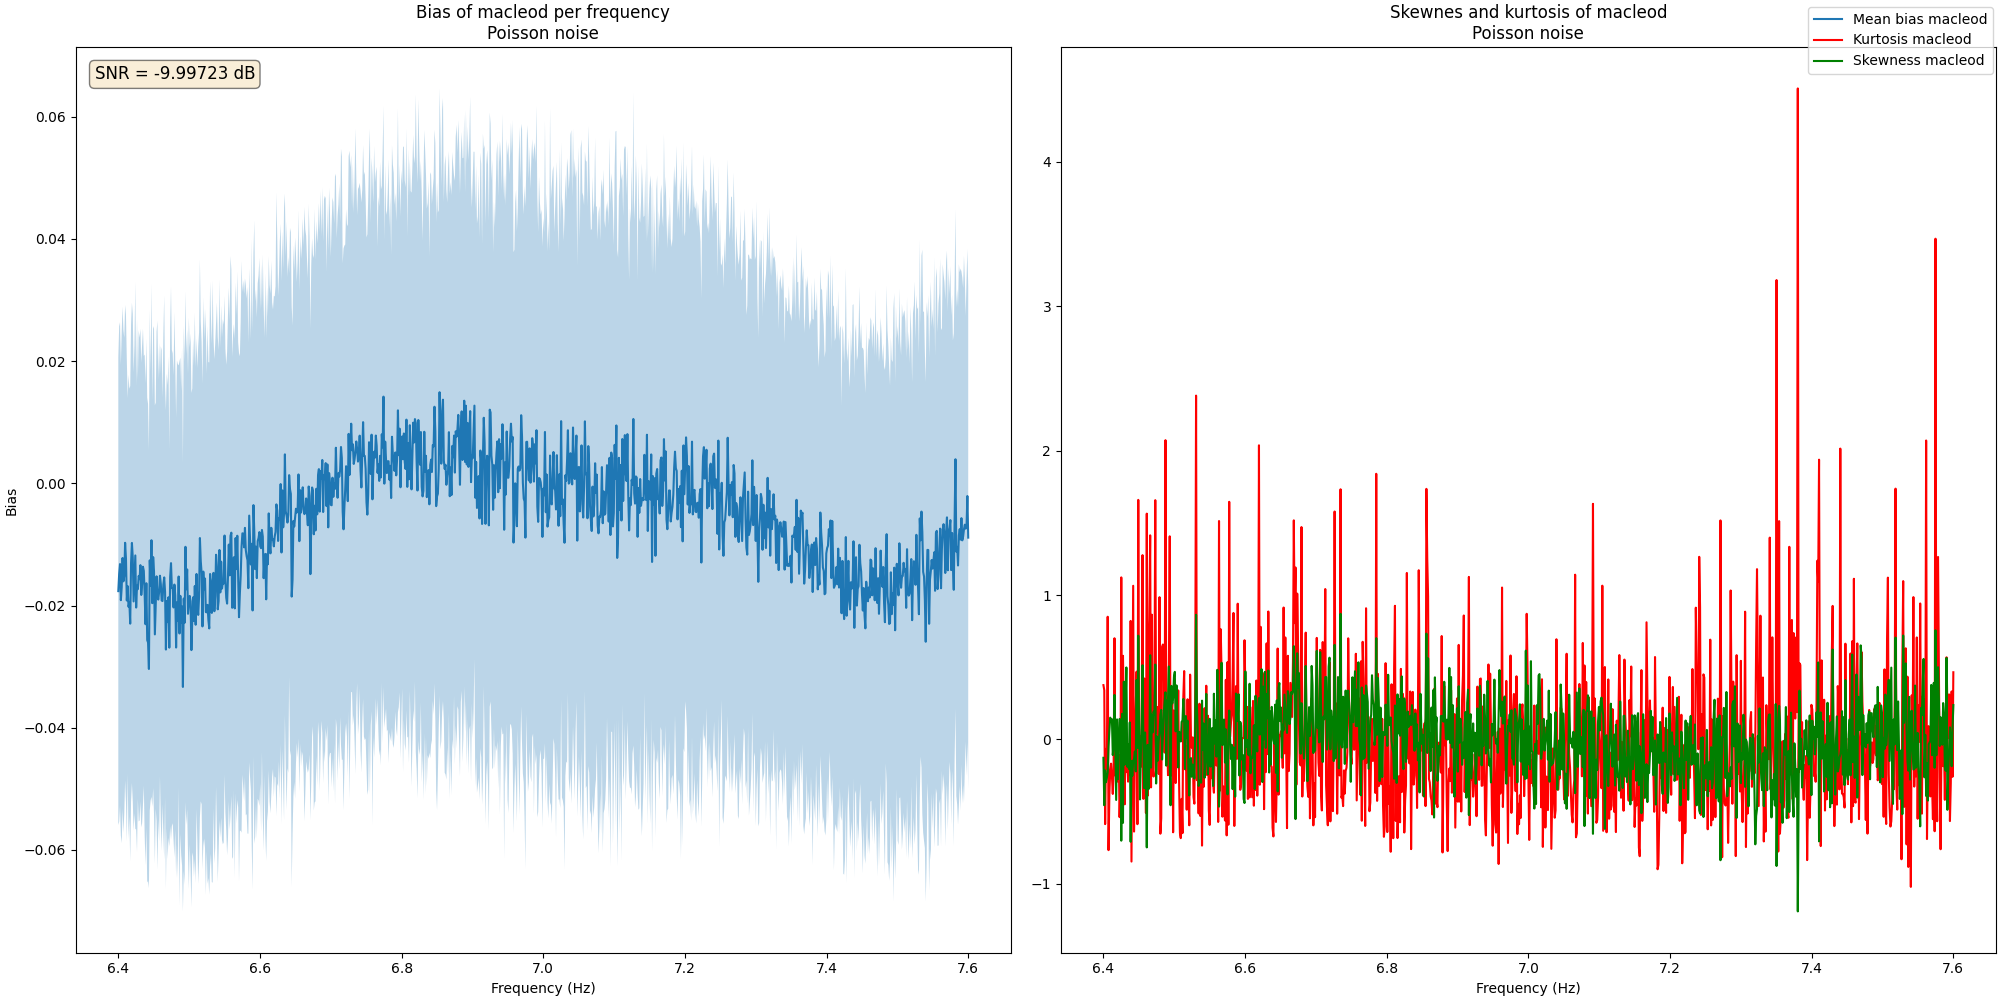 Bias of macleod per frequency
Poisson noise
SNR = -9.99723 dB
0.06
0.04
0.02
0.00
−0.02
−0.04
−0.06
Bias
6.4
6.6
6.8
7.0
7.2
7.4
7.6
Frequency (Hz)
Skewnes and kurtosis of macleod
Poisson noise
Mean bias macleod
Kurtosis macleod
Skewness macleod
4
3
2
1
0
−1
6.4
6.6
6.8
7.0
7.2
7.4
7.6
Frequency (Hz)